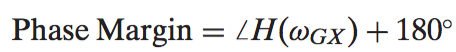 Phase Margin = ∠H(ω_GX) + 180°